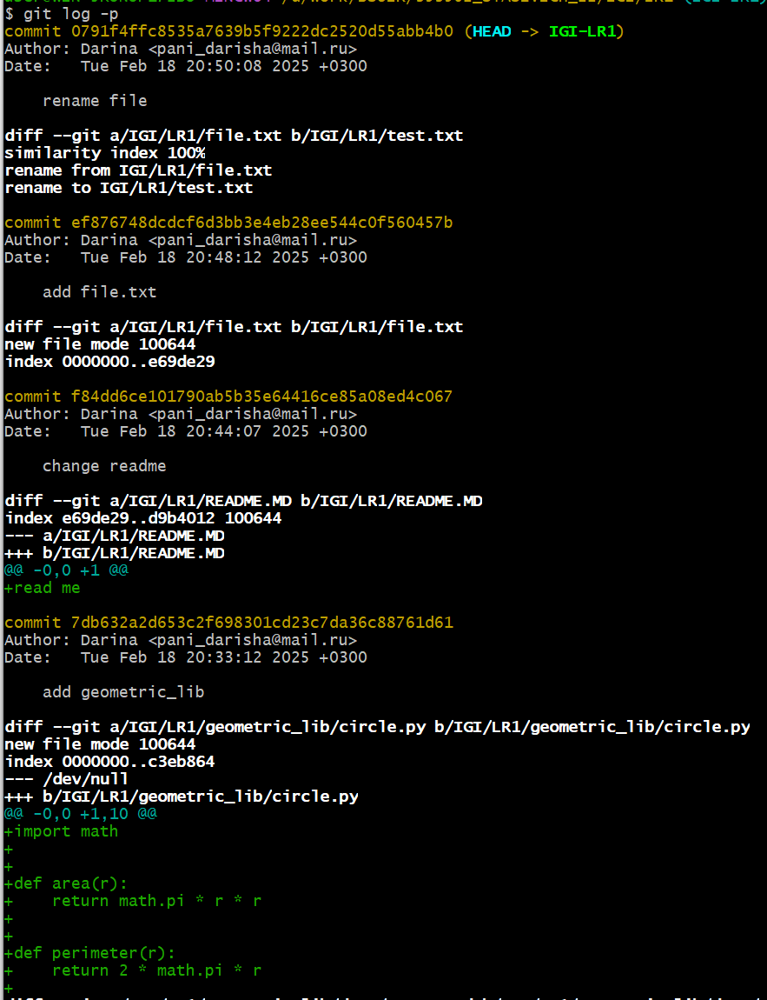 $ git log -p
commit 0791f4ffc8535a7639b5f9222dc2520d55abb4b0 (HEAD -> IGI-LR1)
Author: Darina <pani_darisha@mail.ru>
Date:   Tue Feb 18 20:50:08 2025 +0300
    rename file
diff --git a/IGI/LR1/file.txt b/IGI/LR1/test.txt
similarity index 100%
rename from IGI/LR1/file.txt
rename to IGI/LR1/test.txt
commit ef876748dcdcf6d3bb3e4eb28ee544c0f560457b
Author: Darina <pani_darisha@mail.ru>
Date:   Tue Feb 18 20:48:12 2025 +0300
    add file.txt
diff --git a/IGI/LR1/file.txt b/IGI/LR1/file.txt
new file mode 100644
index 0000000..e69de29
commit f84dd6ce101790ab5b35e64416ce85a08ed4c067
Author: Darina <pani_darisha@mail.ru>
Date:   Tue Feb 18 20:44:07 2025 +0300
    change readme
diff --git a/IGI/LR1/README.MD b/IGI/LR1/README.MD
index e69de29..d9b4012 100644
--- a/IGI/LR1/README.MD
+++ b/IGI/LR1/README.MD
@@ -0,0 +1 @@
+read me
commit 7db632a2d653c2f698301cd23c7da36c88761d61
Author: Darina <pani_darisha@mail.ru>
Date:   Tue Feb 18 20:33:12 2025 +0300
    add geometric_lib
diff --git a/IGI/LR1/geometric_lib/circle.py b/IGI/LR1/geometric_lib/circle.py
new file mode 100644
index 0000000..c3eb864
--- /dev/null
+++ b/IGI/LR1/geometric_lib/circle.py
@@ -0,0 +1,10 @@
+import math
+
+
+def area(r):
+    return math.pi * r * r
+
+
+def perimeter(r):
+    return 2 * math.pi * r
+